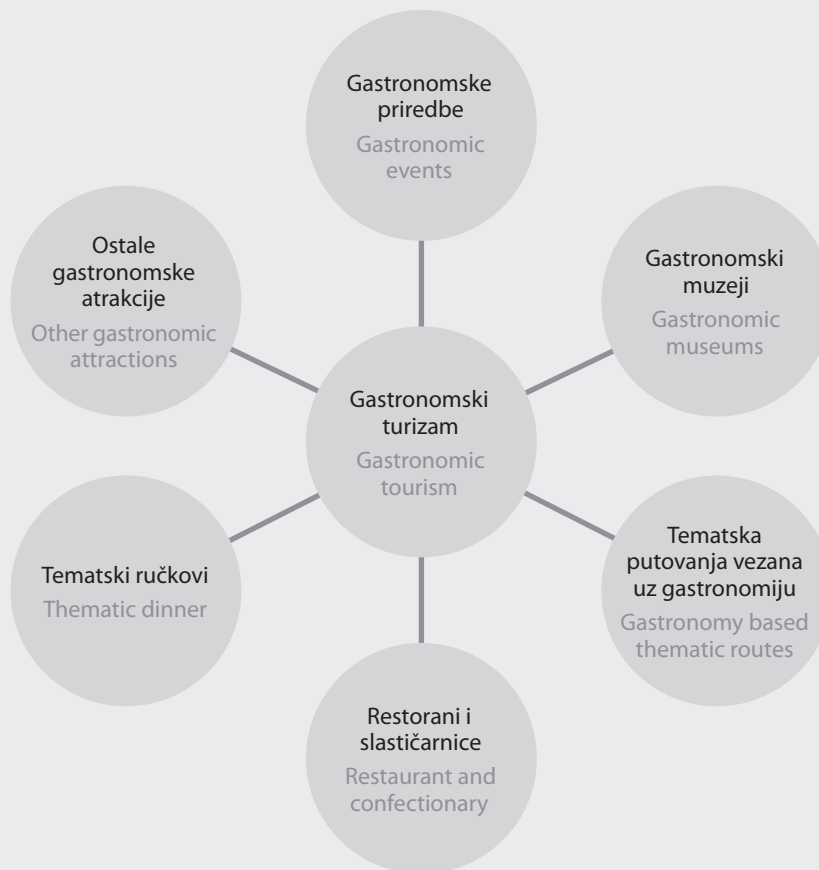 Gastronomske
priredbe
Gastronomic
events
Ostale
gastronomske
atrakcije
Other gastronomic
attractions
Gastronomski
muzeji
Gastronomic
museums
Gastronomski
turizam
Gastronomic
tourism
Tematski ručkovi
Thematic dinner
Tematska
putovanja vezana
uz gastronomiju
Gastronomy based
thematic routes
Restorani i
slastičarnice
Restaurant and
confectionary